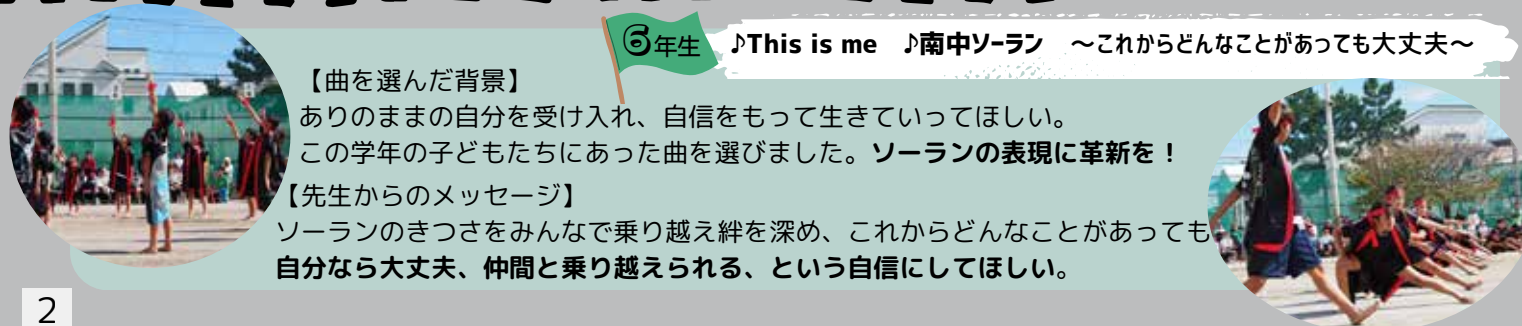 6年生 ♪This is me ♪南中ソーラン ～これからどんなことがあっても大丈夫～
【曲を選んだ背景】
ありのままの自分を受け入れ、自信をもって生きていってほしい。
この学年の子どもたちにあった曲を選びました。ソーランの表現に革新を！
【先生からのメッセージ】
ソーランのきつさをみんなで乗り越え絆を深め、これからどんなことがあっても
自分なら大丈夫、仲間と乗り越えられる、という自信にしてほしい。
2